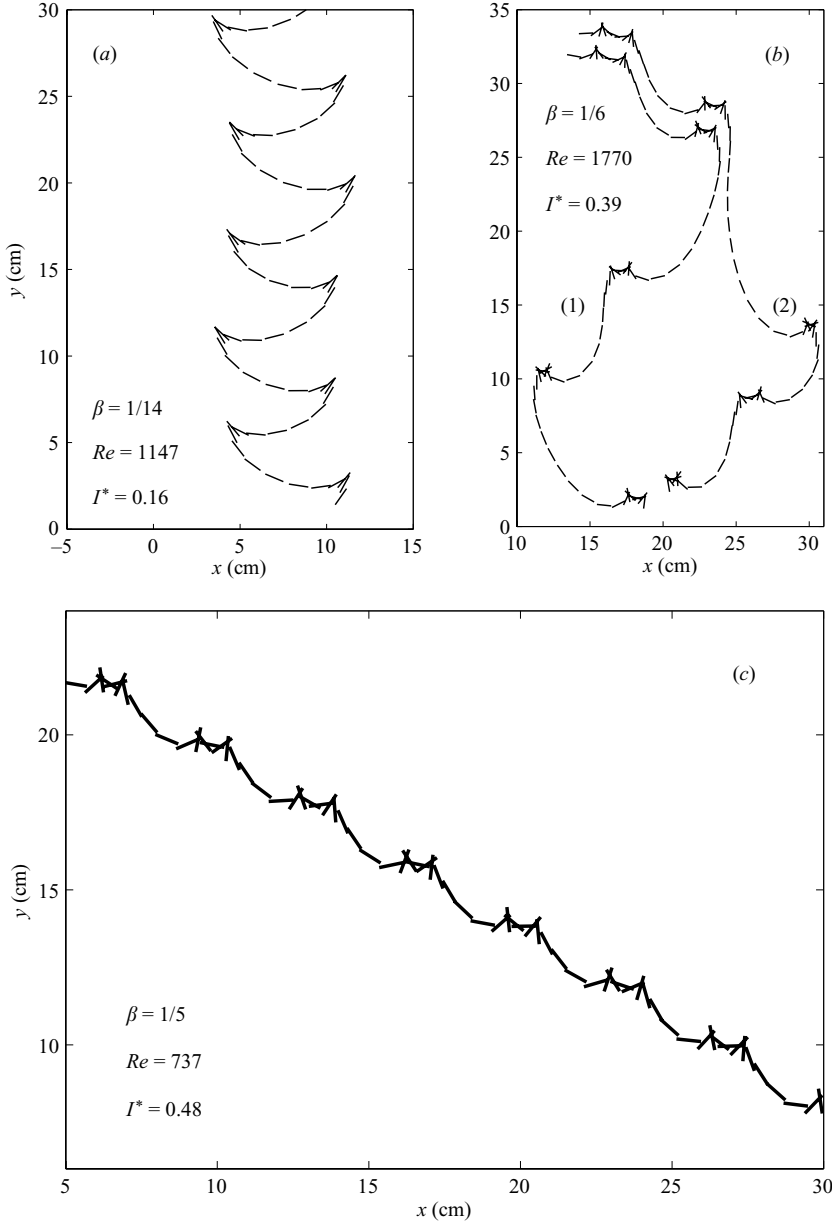 30
(a)
25
20
y (cm)
15
10
β = 1/14
5
Re = 1147
I* = 0.16
0
−5
0
5
10
15
x (cm)
35
(b)
30
β = 1/6
25
Re = 1770
20
I* = 0.39
15
(1)
(2)
10
5
0
10
15
20
25
30
x (cm)
(c)
20
y (cm)
15
β = 1/5
10
Re = 737
I* = 0.48
5
10
15
20
25
30
x (cm)